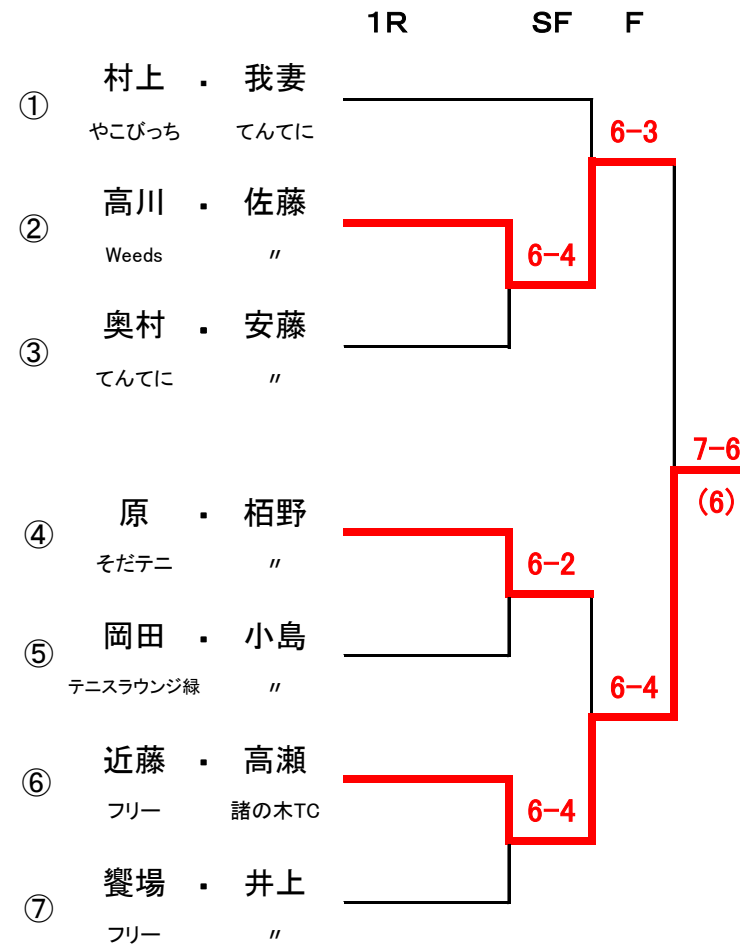 1R SF F
① 村上 ・ 我妻
やこびっち てんてに
6-3
② 高川 ・ 佐藤
Weeds 〃
6-4
③ 奥村 ・ 安藤
てんてに 〃
7-6
(6)
④ 原 ・ 栢野
そだテニ 〃
6-2
⑤ 岡田 ・ 小島
テニスラウンジ緑 〃
6-4
⑥ 近藤 ・ 高瀬
フリー 諸の木TC
6-4
⑦ 饗場 ・ 井上
フリー 〃